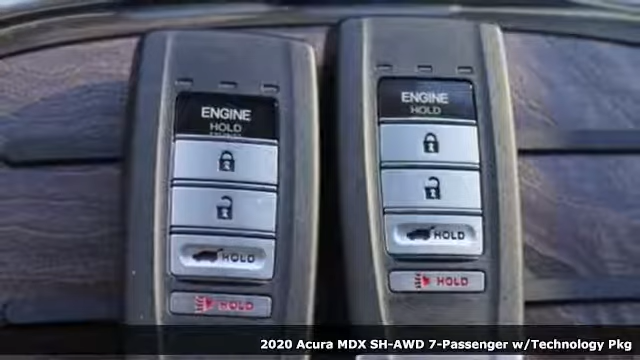 ENGINE
HOLD
HOLD
HOLD
ENGINE
HOLD
HOLD
HOLD
2020 Acura MDX SH-AWD 7-Passenger w/Technology Pkg